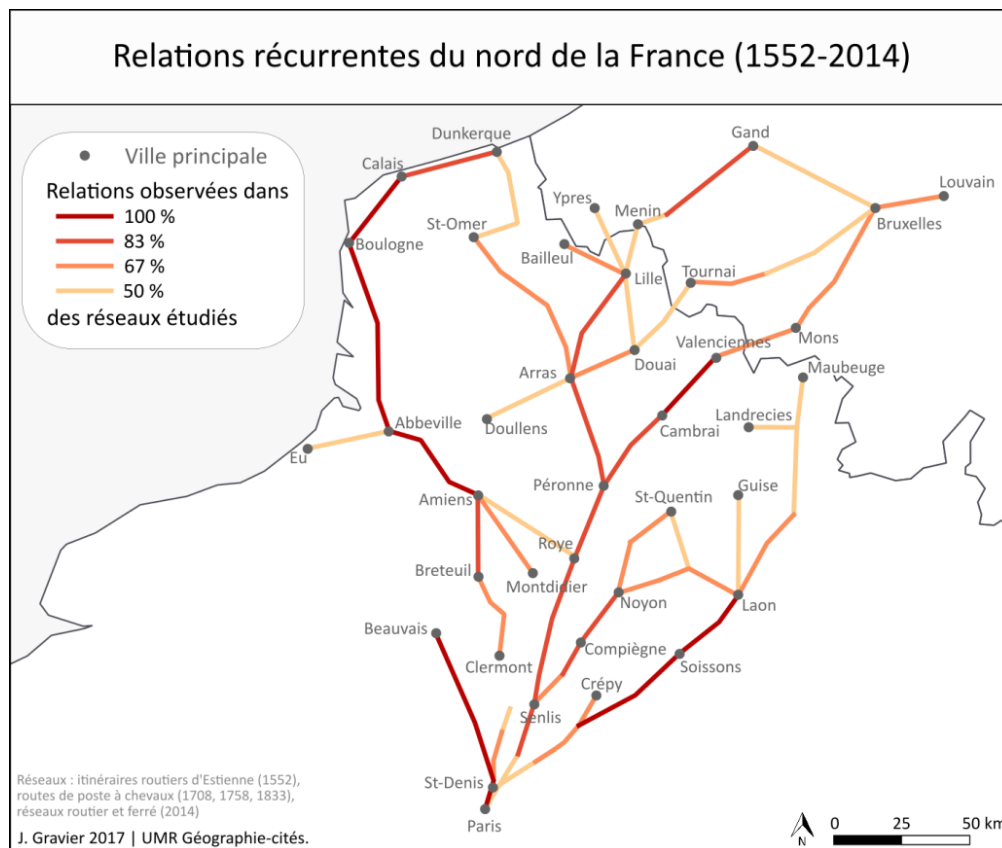 Relations récurrentes du nord de la France (1552-2014)
Ville principale
Relations observées dans
100 %
83 %
67 %
50 %
des réseaux étudiés
Dunkerque
Gand
Calais
Louvain
Ypres
Menin
St-Omer
Bruxelles
Boulogne
Bailleul
Lille
Tournai
Mons
Valenciennes
Douai
Arras
Maubeuge
Landrecies
Abbeville
Doullens
Cambrai
Eu
Péronne
St-Quentin
Guise
Amiens
Roye
Breteuil
Montdidier
Noyon
Laon
Beauvais
Compiègne
Clermont
Soissons
Crépy
Senlis
St-Denis
Paris
Réseaux : itinéraires routiers d'Estienne (1552),
routes de poste à chevaux (1708, 1758, 1833),
réseaux routier et ferré (2014)
J. Gravier 2017 | UMR Géographie-cités.
N
0 25 50 km